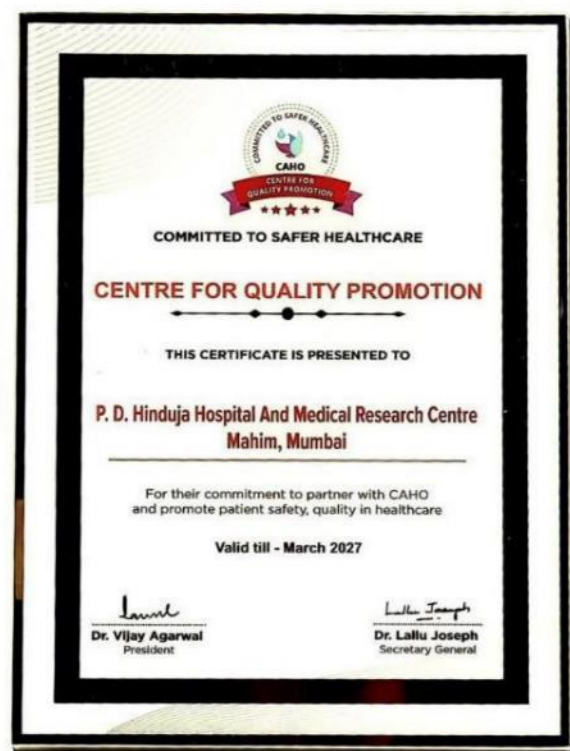 COMMITTED TO SAFER HEALTHCARE
CAHO
CENTRE FOR
QUALITY PROMOTION
COMMITTED TO SAFER HEALTHCARE
CENTRE FOR QUALITY PROMOTION
THIS CERTIFICATE IS PRESENTED TO
P. D. Hinduja Hospital And Medical Research Centre
Mahim, Mumbai
For their commitment to partner with CAHO
and promote patient safety, quality in healthcare
Valid till - March 2027
Lallu Joseph
Dr. Vijay Agarwal
President
Dr. Lallu Joseph
Secretary General